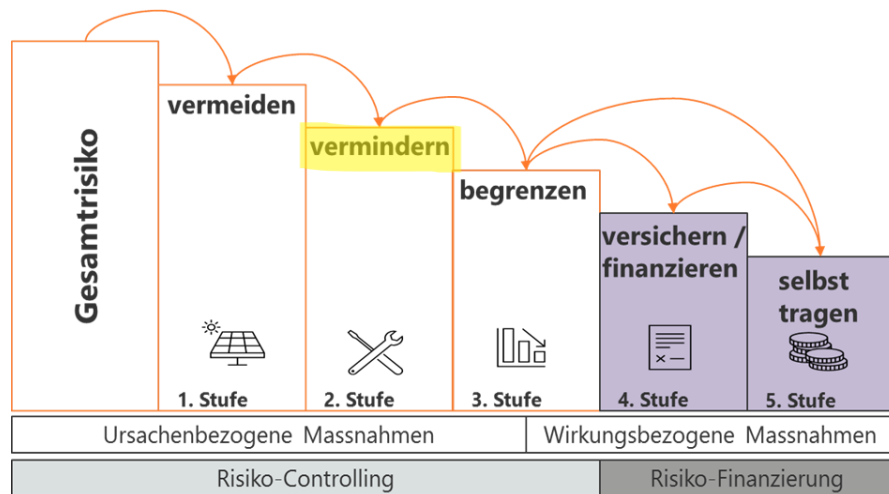 Gesamtrisiko
vermeiden
vermindern
begrenzen
versichern /
finanzieren
selbst
tragen
1. Stufe
2. Stufe
3. Stufe
4. Stufe
5. Stufe
Ursachenbezogene Massnahmen
Wirkungsbezogene Massnahmen
Risiko-Controlling
Risiko-Finanzierung